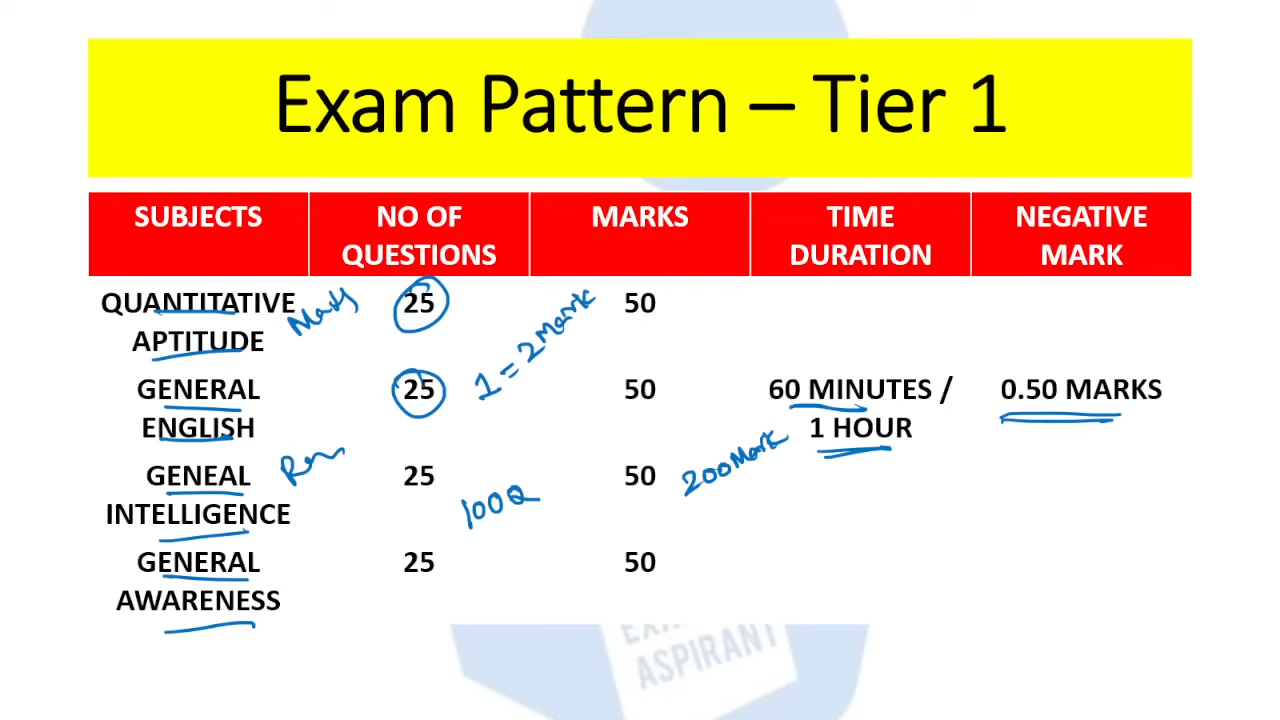 Exam Pattern – Tier 1
SUBJECTS
NO OF
QUESTIONS
MARKS
TIME
DURATION
NEGATIVE
MARK
QUANTITATIVE
APTITUDE
Math
25
50
1 = 2 Mark
GENERAL
ENGLISH
25
50
60 MINUTES /
1 HOUR
0.50 MARKS
GENEAL
INTELLIGENCE
25
100Q
50
200 Mark
GENERAL
AWARENESS
25
50
EXAM
ASPIRANT